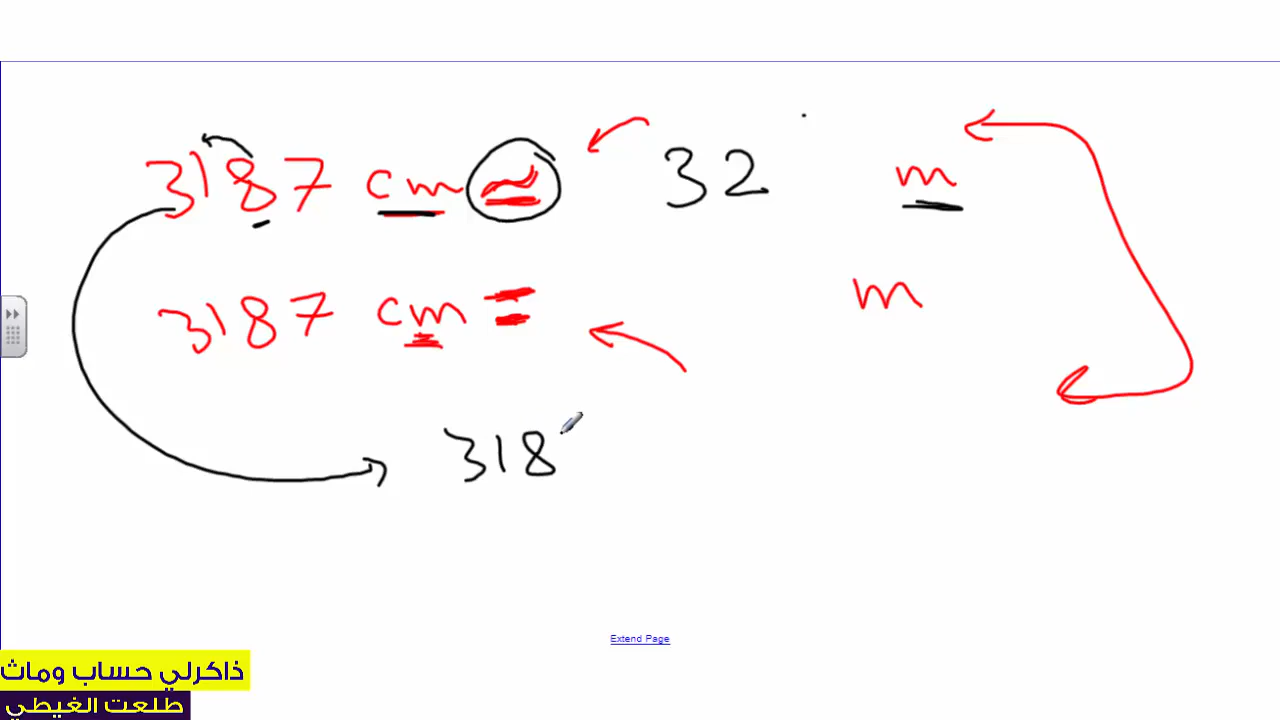 3187 cm ≈ 32 m
3187 cm = m
318
Extend Page
ذاكرلي حساب وماث
طلعت الغيطي